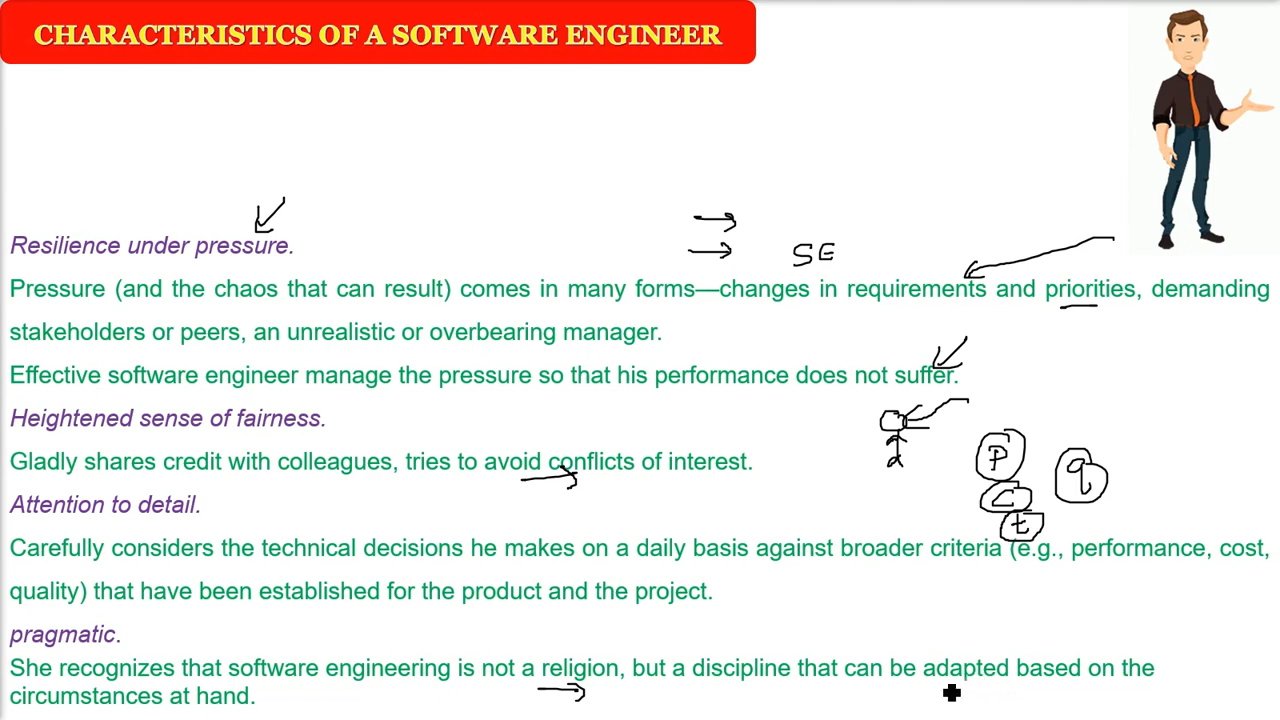 CHARACTERISTICS OF A SOFTWARE ENGINEER
Resilience under pressure.
SE
Pressure (and the chaos that can result) comes in many forms—changes in requirements and priorities, demanding
stakeholders or peers, an unrealistic or overbearing manager.
Effective software engineer manage the pressure so that his performance does not suffer.
Heightened sense of fairness.
Gladly shares credit with colleagues, tries to avoid conflicts of interest.
P
q
C
t
Attention to detail.
Carefully considers the technical decisions he makes on a daily basis against broader criteria (e.g., performance, cost,
quality) that have been established for the product and the project.
pragmatic.
She recognizes that software engineering is not a religion, but a discipline that can be adapted based on the
circumstances at hand.